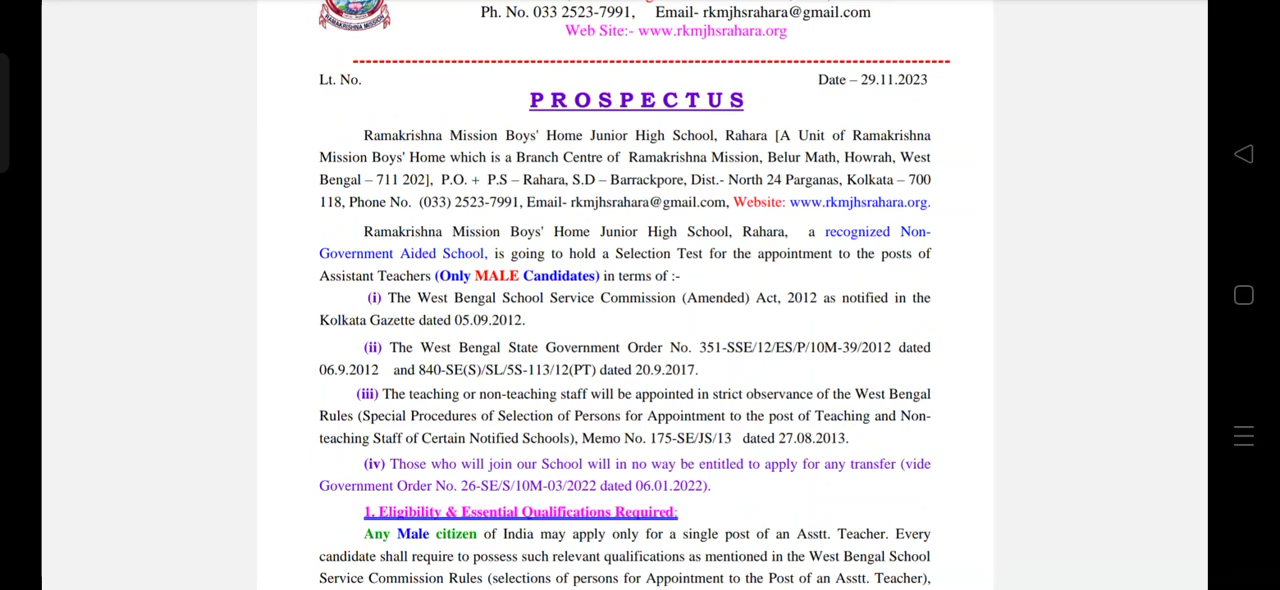 RAMAKRISHNA MISSION
Ph. No. 033 2523-7991, Email- rkmjhsrahara@gmail.com
Web Site:- www.rkmjhsrahara.org
Lt. No. Date – 29.11.2023
PROSPECTUS
Ramakrishna Mission Boys' Home Junior High School, Rahara [A Unit of Ramakrishna
Mission Boys' Home which is a Branch Centre of Ramakrishna Mission, Belur Math, Howrah, West
Bengal – 711 202], P.O. + P.S – Rahara, S.D – Barrackpore, Dist.- North 24 Parganas, Kolkata – 700
118, Phone No. (033) 2523-7991, Email- rkmjhsrahara@gmail.com, Website: www.rkmjhsrahara.org.
Ramakrishna Mission Boys' Home Junior High School, Rahara, a recognized Non-
Government Aided School, is going to hold a Selection Test for the appointment to the posts of
Assistant Teachers (Only MALE Candidates) in terms of :-
(i) The West Bengal School Service Commission (Amended) Act, 2012 as notified in the
Kolkata Gazette dated 05.09.2012.
(ii) The West Bengal State Government Order No. 351-SSE/12/ES/P/10M-39/2012 dated
06.9.2012 and 840-SE(S)/SL/5S-113/12(PT) dated 20.9.2017.
(iii) The teaching or non-teaching staff will be appointed in strict observance of the West Bengal
Rules (Special Procedures of Selection of Persons for Appointment to the post of Teaching and Non-
teaching Staff of Certain Notified Schools), Memo No. 175-SE/JS/13 dated 27.08.2013.
(iv) Those who will join our School will in no way be entitled to apply for any transfer (vide
Government Order No. 26-SE/S/10M-03/2022 dated 06.01.2022).
1. Eligibility & Essential Qualifications Required:
Any Male citizen of India may apply only for a single post of an Asstt. Teacher. Every
candidate shall require to possess such relevant qualifications as mentioned in the West Bengal School
Service Commission Rules (selections of persons for Appointment to the Post of an Asstt. Teacher),